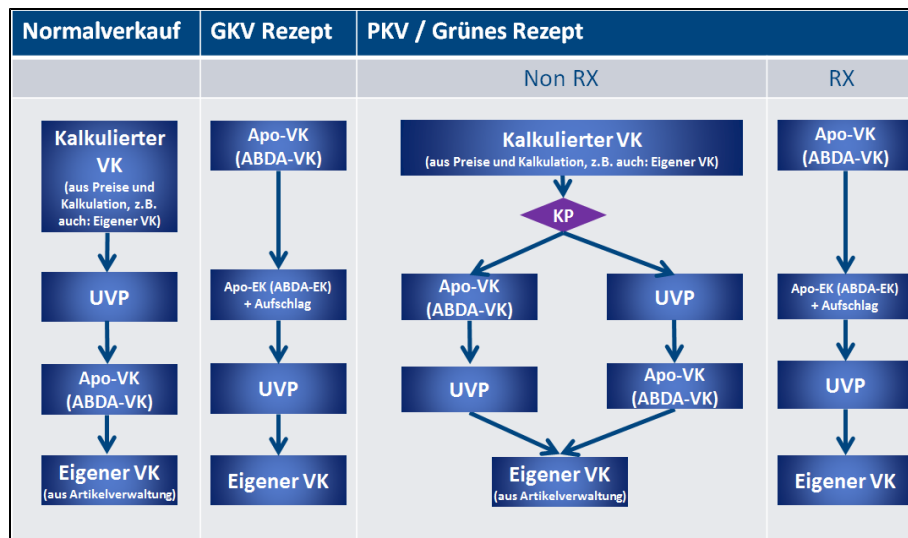 Normalverkauf
GKV Rezept
PKV / Grünes Rezept
Non RX
RX
Kalkulierter
VK
(aus Preise und
Kalkulation, z.B.
auch: Eigener VK)
UVP
Apo-VK
(ABDA-VK)
Eigener VK
(aus Artikelverwaltung)
Apo-VK
(ABDA-VK)
Apo-EK (ABDA-EK)
+ Aufschlag
UVP
Eigener VK
Kalkulierter VK
(aus Preise und Kalkulation, z.B. auch: Eigener VK)
KP
Apo-VK
(ABDA-VK)
UVP
UVP
Apo-VK
(ABDA-VK)
Eigener VK
(aus Artikelverwaltung)
Apo-VK
(ABDA-VK)
Apo-EK (ABDA-EK)
+ Aufschlag
UVP
Eigener VK